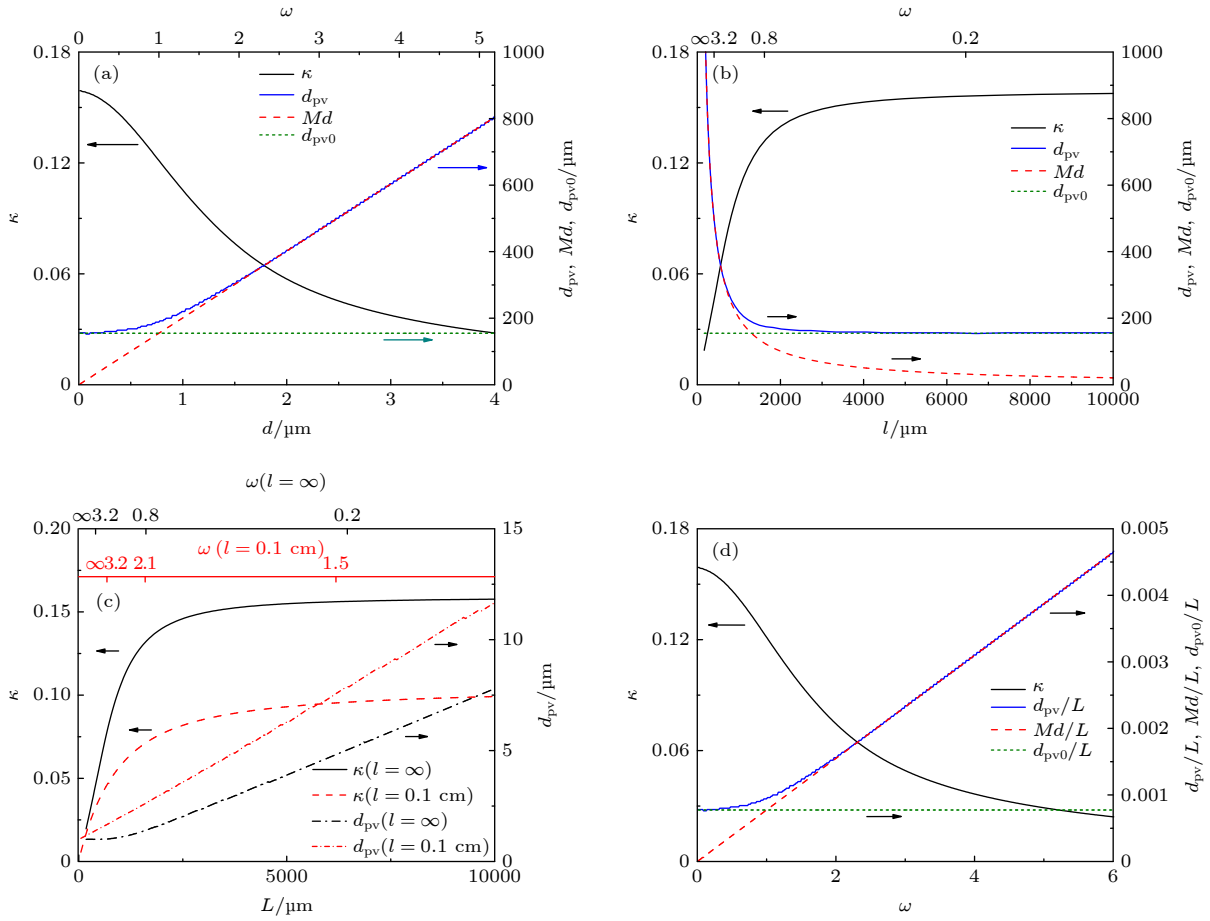 ω
0 1 2 3 4 5
0.18 1000
(a)
κ
d_pv
Md
d_pv0
800
0.12
600
κ
d_pv, Md, d_pv0/μm
400
0.06
200
0 0
0 1 2 3 4
d/μm
ω
∞ 3.2 0.8 0.2
0.18 1000
(b)
800
κ
d_pv
Md
d_pv0
0.12
600
κ
d_pv, Md, d_pv0/μm
400
0.06
200
0 0
0 2000 4000 6000 8000 10000
l/μm
ω(l = ∞)
∞ 3.2 0.8 0.2
0.20 15
ω (l = 0.1 cm)
∞ 3.2 2.1 1.5
0.15
(c)
10
κ
0.10
d_pv/μm
5
0.05
κ(l = ∞)
κ(l = 0.1 cm)
d_pv(l = ∞)
d_pv(l = 0.1 cm)
0 0
0 5000 10000
L/μm
0.18 0.005
(d)
0.004
0.12
0.003
κ
d_pv/L, Md/L, d_pv0/L
κ
d_pv/L
Md/L
d_pv0/L
0.002
0.06
0.001
0 0
0 2 4 6
ω